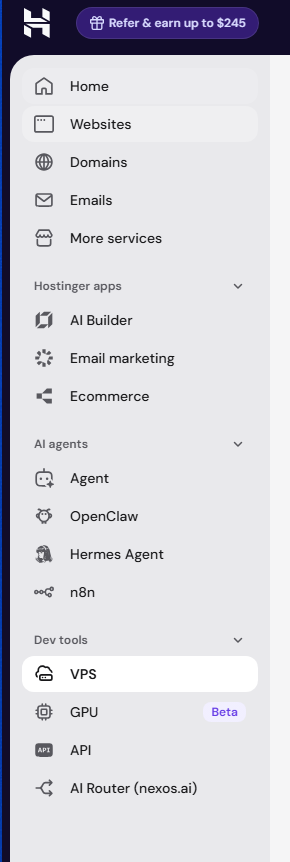 Refer & earn up to $245
Home
Websites
Domains
Emails
More services
Hostinger apps
AI Builder
Email marketing
Ecommerce
AI agents
Agent
OpenClaw
Hermes Agent
n8n
Dev tools
VPS
GPU Beta
API API
AI Router (nexos.ai)